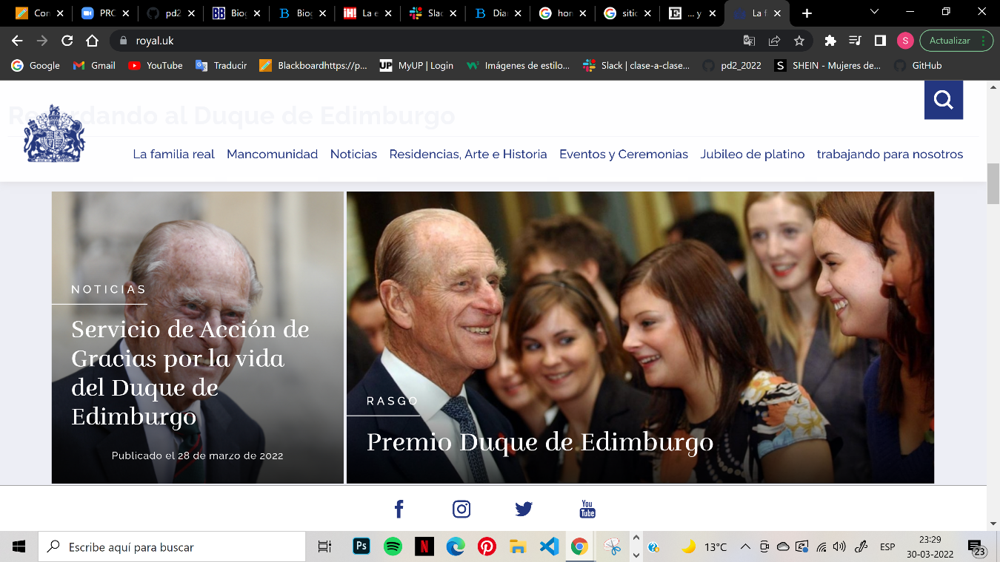 Cor
PRC
pd2
Biog
Biog
La e
Slac
Dia
hor
sitic
... y
La f
royal.uk
S
Actualizar
Google
Gmail
YouTube
Traducir
Blackboardhttps://p...
MyUP | Login
Imágenes de estilo...
Slack | clase-a-clase...
pd2_2022
SHEIN - Mujeres de...
GitHub
Recordando al Duque de Edimburgo
La familia real
Mancomunidad
Noticias
Residencias, Arte e Historia
Eventos y Ceremonias
Jubileo de platino
trabajando para nosotros
NOTICIAS
Servicio de Acción de
Gracias por la vida
del Duque de
Edimburgo
Publicado el 28 de marzo de 2022
RASGO
Premio Duque de Edimburgo
You
Tube
Escribe aquí para buscar
Ps
13°C
ESP
23:29
30-03-2022
23